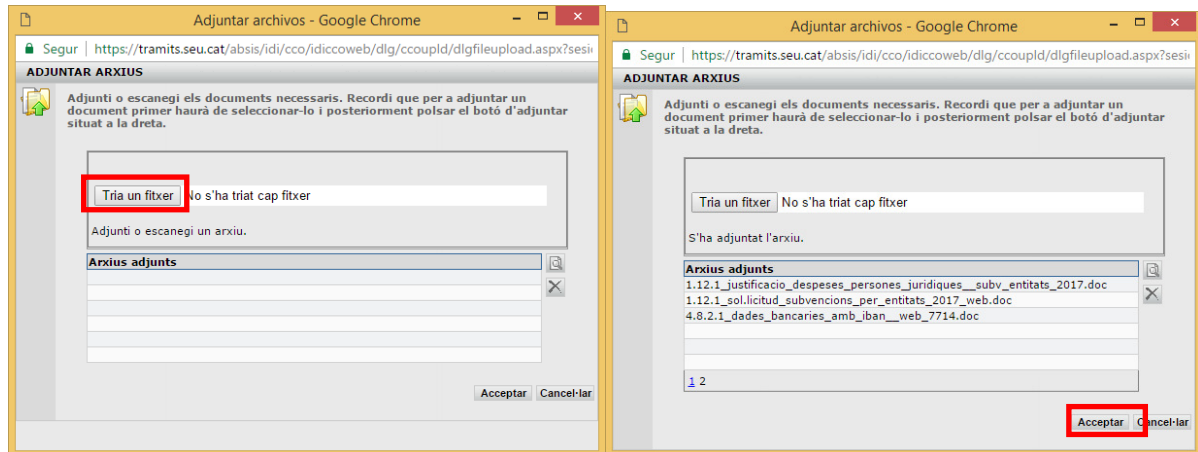 Adjuntar archivos - Google Chrome
Segur | https://tramits.seu.cat/absis/idi/cco/idiccoweb/dlg/ccoupld/dlgfileupload.aspx?sesi
ADJUNTAR ARXIUS
Adjunti o escanegi els documents necessaris. Recordi que per a adjuntar un
document primer haurà de seleccionar-lo i posteriorment polsar el botó d'adjuntar
situat a la dreta.
Tria un fitxer No s'ha triat cap fitxer
Adjunti o escanegi un arxiu.
Arxius adjunts
Acceptar Cancel·lar
Adjuntar archivos - Google Chrome
Segur | https://tramits.seu.cat/absis/idi/cco/idiccoweb/dlg/ccoupld/dlgfileupload.aspx?sesi
ADJUNTAR ARXIUS
Adjunti o escanegi els documents necessaris. Recordi que per a adjuntar un
document primer haurà de seleccionar-lo i posteriorment polsar el botó d'adjuntar
situat a la dreta.
Tria un fitxer No s'ha triat cap fitxer
S'ha adjuntat l'arxiu.
Arxius adjunts
1.12.1_justificacio_despeses_persones_juridiques__subv_entitats_2017.doc
1.12.1_sol.licitud_subvencions_per_entitats_2017_web.doc
4.8.2.1_dades_bancaries_amb_iban__web_7714.doc
1 2
Acceptar Cancel·lar